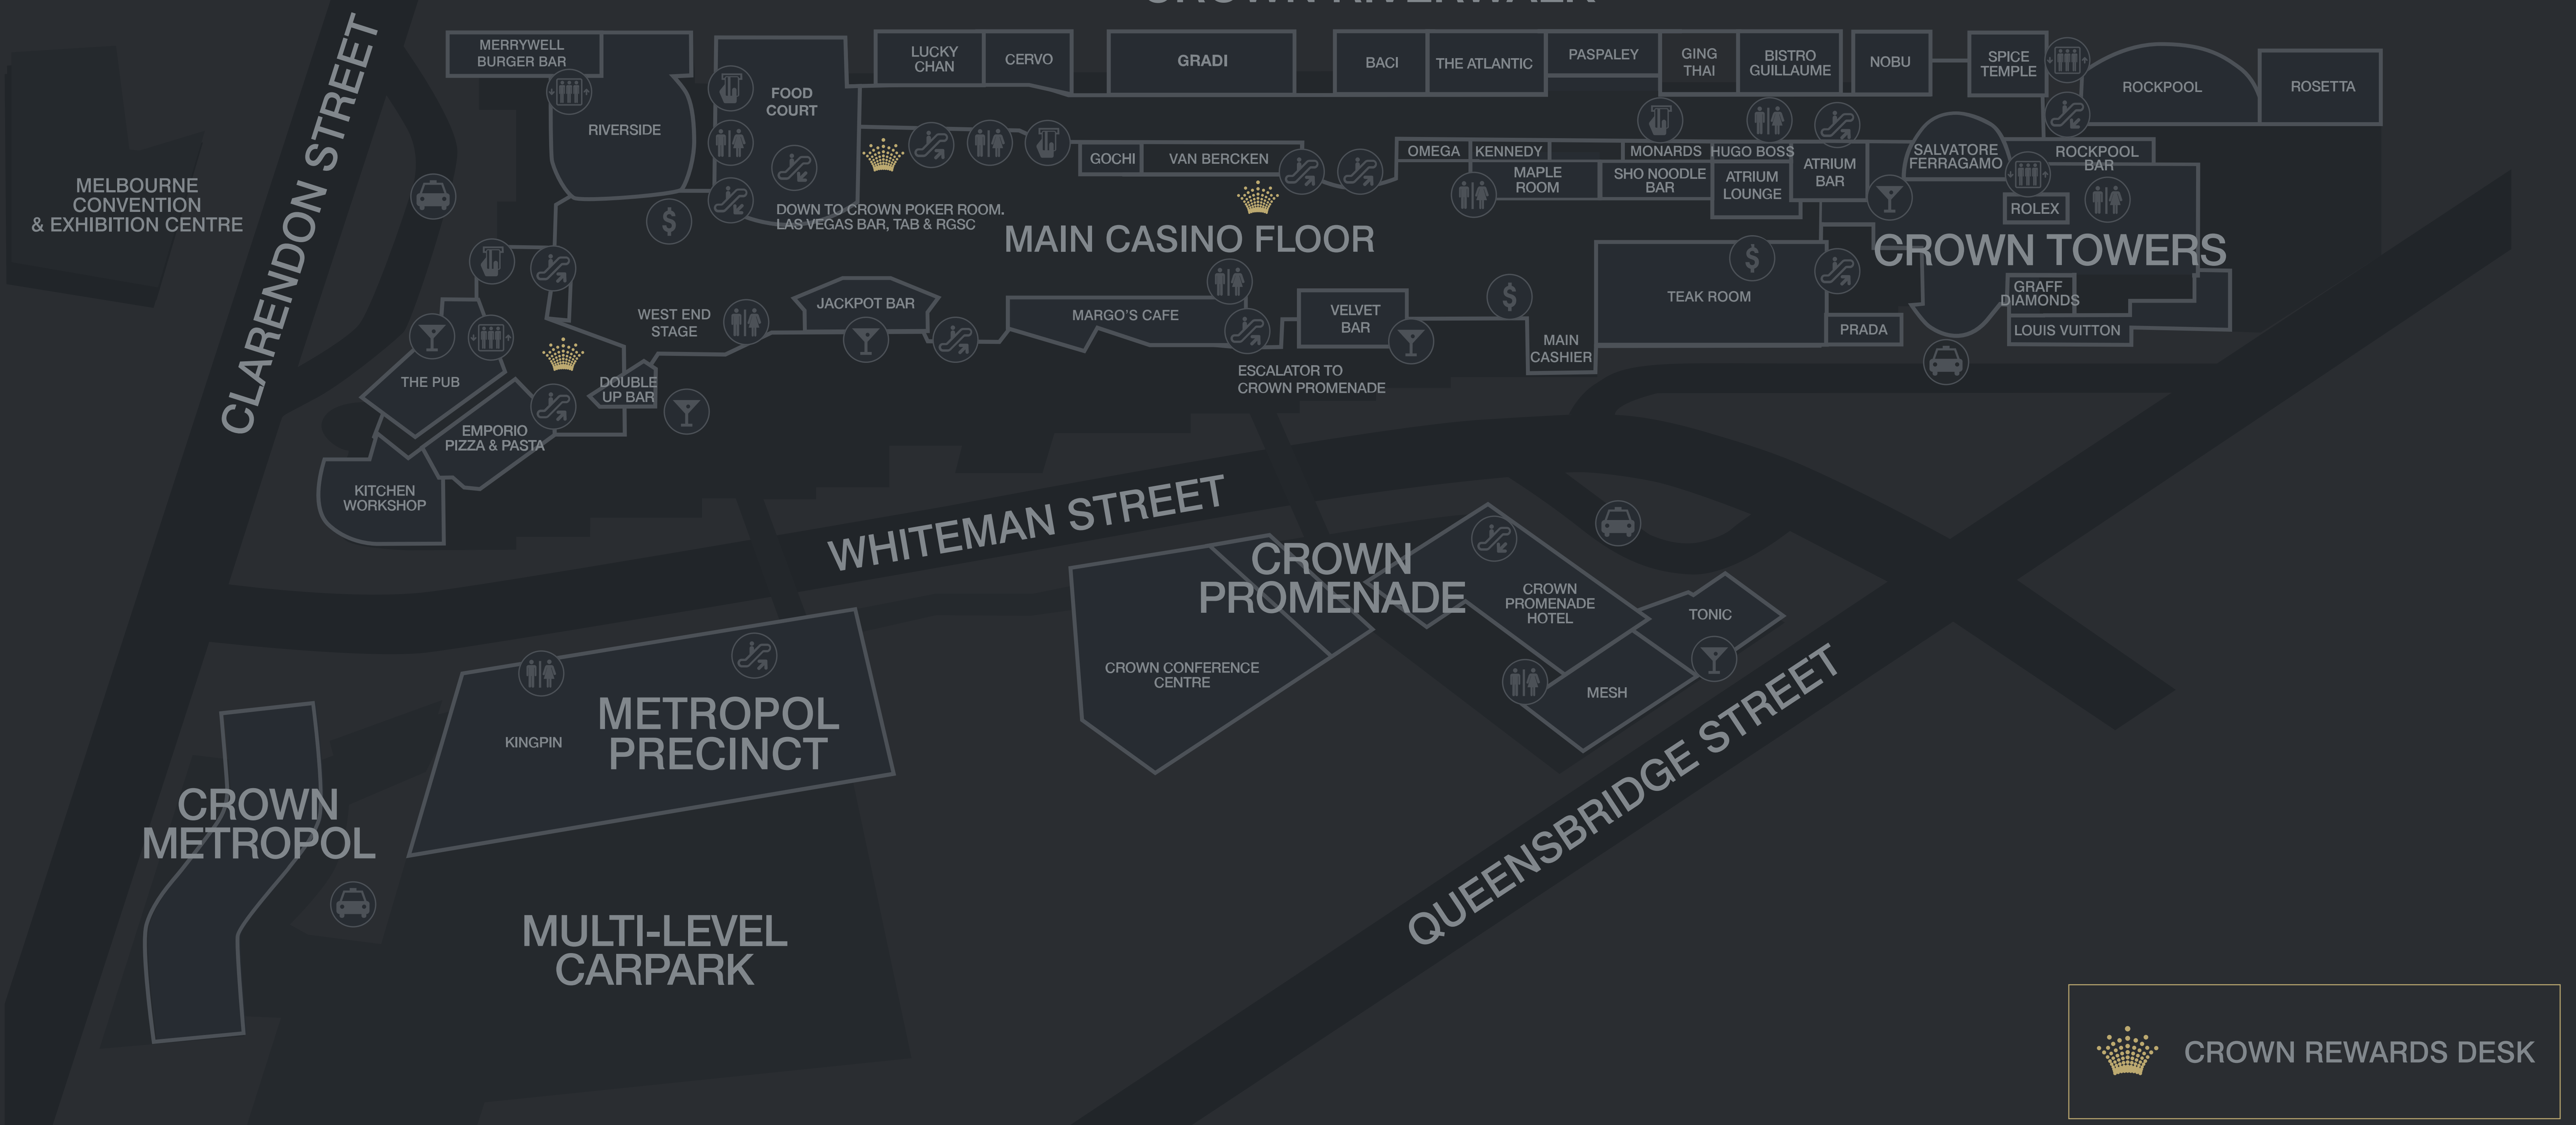 CROWN RIVERWALK
MERRYWELL
BURGER BAR
RIVERSIDE
FOOD
COURT
LUCKY
CHAN
CERVO
GRADI
BACI
THE ATLANTIC
PASPALEY
GING
THAI
BISTRO
GUILLAUME
NOBU
SPICE
TEMPLE
ROCKPOOL
ROSETTA
MELBOURNE
CONVENTION
& EXHIBITION CENTRE
CLARENDON STREET
$
DOWN TO CROWN POKER ROOM.
LAS VEGAS BAR, TAB & RGSC
GOCHI
VAN BERCKEN
MAIN CASINO FLOOR
OMEGA
KENNEDY
MONARDS
HUGO BOSS
MAPLE
ROOM
SHO NOODLE
BAR
ATRIUM
LOUNGE
ATRIUM
BAR
SALVATORE
FERRAGAMO
ROCKPOOL
BAR
ROLEX
CROWN TOWERS
GRAFF
DIAMONDS
LOUIS VUITTON
PRADA
$
TEAK ROOM
$
MAIN
CASHIER
VELVET
BAR
ESCALATOR TO
CROWN PROMENADE
MARGO'S CAFE
JACKPOT BAR
WEST END
STAGE
DOUBLE
UP BAR
THE PUB
EMPORIO
PIZZA & PASTA
KITCHEN
WORKSHOP
WHITEMAN STREET
CROWN
PROMENADE
CROWN
PROMENADE
HOTEL
TONIC
MESH
CROWN CONFERENCE
CENTRE
QUEENSBRIDGE STREET
KINGPIN
METROPOL
PRECINCT
CROWN
METROPOL
MULTI-LEVEL
CARPARK
CROWN REWARDS DESK